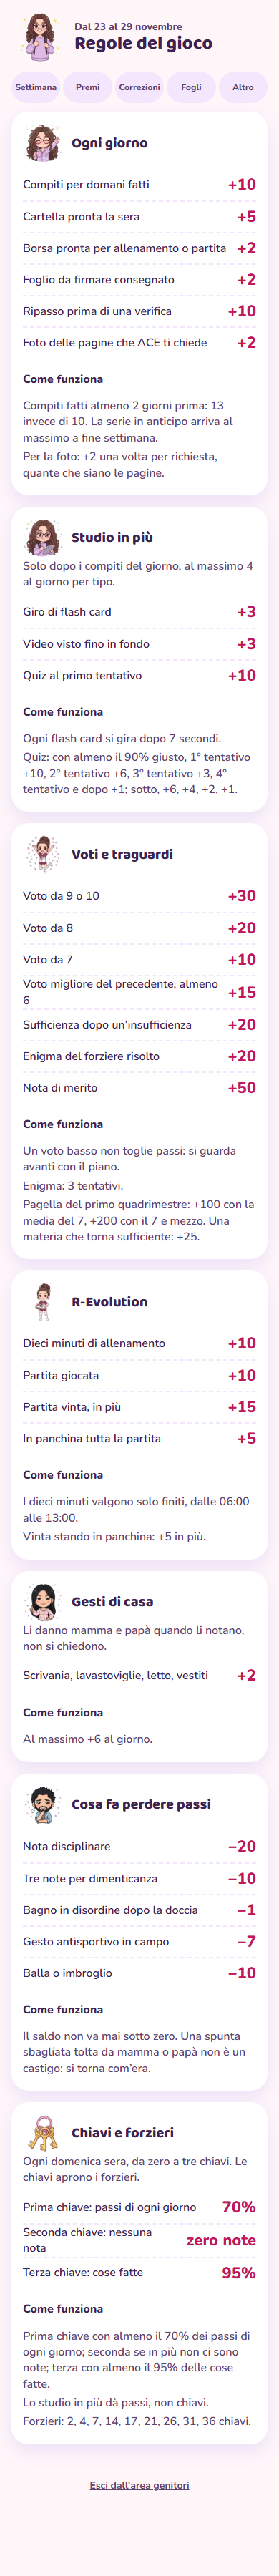 Dal 23 al 29 novembre
Regole del gioco
Settimana
Premi
Correzioni
Fogli
Altro
Ogni giorno
Compiti per domani fatti +10
Cartella pronta la sera +5
Borsa pronta per allenamento o partita +2
Foglio da firmare consegnato +2
Ripasso prima di una verifica +10
Foto delle pagine che ACE ti chiede +2
Come funziona
Compiti fatti almeno 2 giorni prima: 13
invece di 10. La serie in anticipo arriva al
massimo a fine settimana.
Per la foto: +2 una volta per richiesta,
quante che siano le pagine.
Studio in più
Solo dopo i compiti del giorno, al massimo 4
al giorno per tipo.
Giro di flash card +3
Video visto fino in fondo +3
Quiz al primo tentativo +10
Come funziona
Ogni flash card si gira dopo 7 secondi.
Quiz: con almeno il 90% giusto, 1° tentativo
+10, 2° tentativo +6, 3° tentativo +3, 4°
tentativo e dopo +1; sotto, +6, +4, +2, +1.
Voti e traguardi
Voto da 9 o 10 +30
Voto da 8 +20
Voto da 7 +10
Voto migliore del precedente, almeno
6 +15
Sufficienza dopo un'insufficienza +20
Enigma del forziere risolto +20
Nota di merito +50
Come funziona
Un voto basso non toglie passi: si guarda
avanti con il piano.
Enigma: 3 tentativi.
Pagella del primo quadrimestre: +100 con la
media del 7, +200 con il 7 e mezzo. Una
materia che torna sufficiente: +25.
R-Evolution
Dieci minuti di allenamento +10
Partita giocata +10
Partita vinta, in più +15
In panchina tutta la partita +5
Come funziona
I dieci minuti valgono solo finiti, dalle 06:00
alle 13:00.
Vinta stando in panchina: +5 in più.
Gesti di casa
Li danno mamma e papà quando li notano,
non si chiedono.
Scrivania, lavastoviglie, letto, vestiti +2
Come funziona
Al massimo +6 al giorno.
Cosa fa perdere passi
Nota disciplinare −20
Tre note per dimenticanza −10
Bagno in disordine dopo la doccia −1
Gesto antisportivo in campo −7
Balla o imbroglio −10
Come funziona
Il saldo non va mai sotto zero. Una spunta
sbagliata tolta da mamma o papà non è un
castigo: si torna com'era.
Chiavi e forzieri
Ogni domenica sera, da zero a tre chiavi. Le
chiavi aprono i forzieri.
Prima chiave: passi di ogni giorno 70%
Seconda chiave: nessuna
nota zero note
Terza chiave: cose fatte 95%
Come funziona
Prima chiave con almeno il 70% dei passi di
ogni giorno; seconda se in più non ci sono
note; terza con almeno il 95% delle cose
fatte.
Lo studio in più dà passi, non chiavi.
Forzieri: 2, 4, 7, 14, 17, 21, 26, 31, 36 chiavi.
Esci dall'area genitori